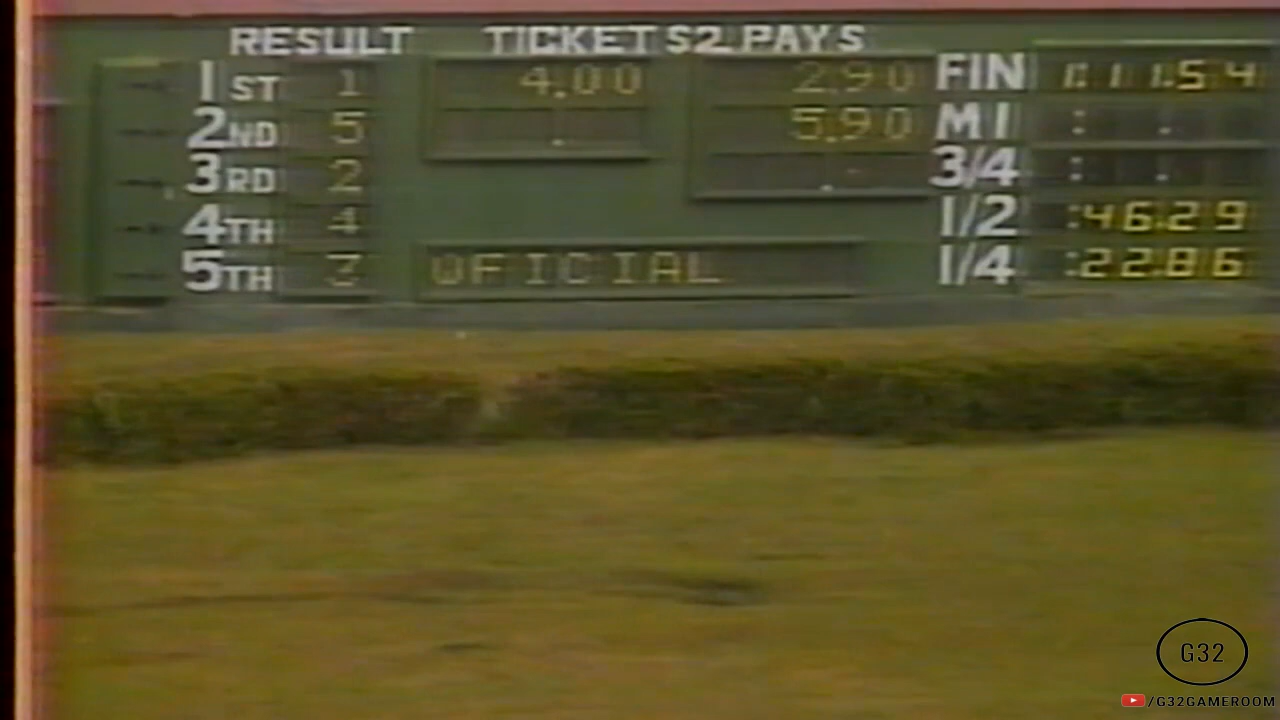 RESULT TICKET $2 PAYS
1ST 1 4.00 2.90 FIN 1:11.54
2ND 5 . 5.90 MI : .
3RD 2 . 3/4 : .
4TH 4 1/2 :46.29
5TH 3 OFICIAL 1/4 :22.86
G32
/G32GAMEROOM